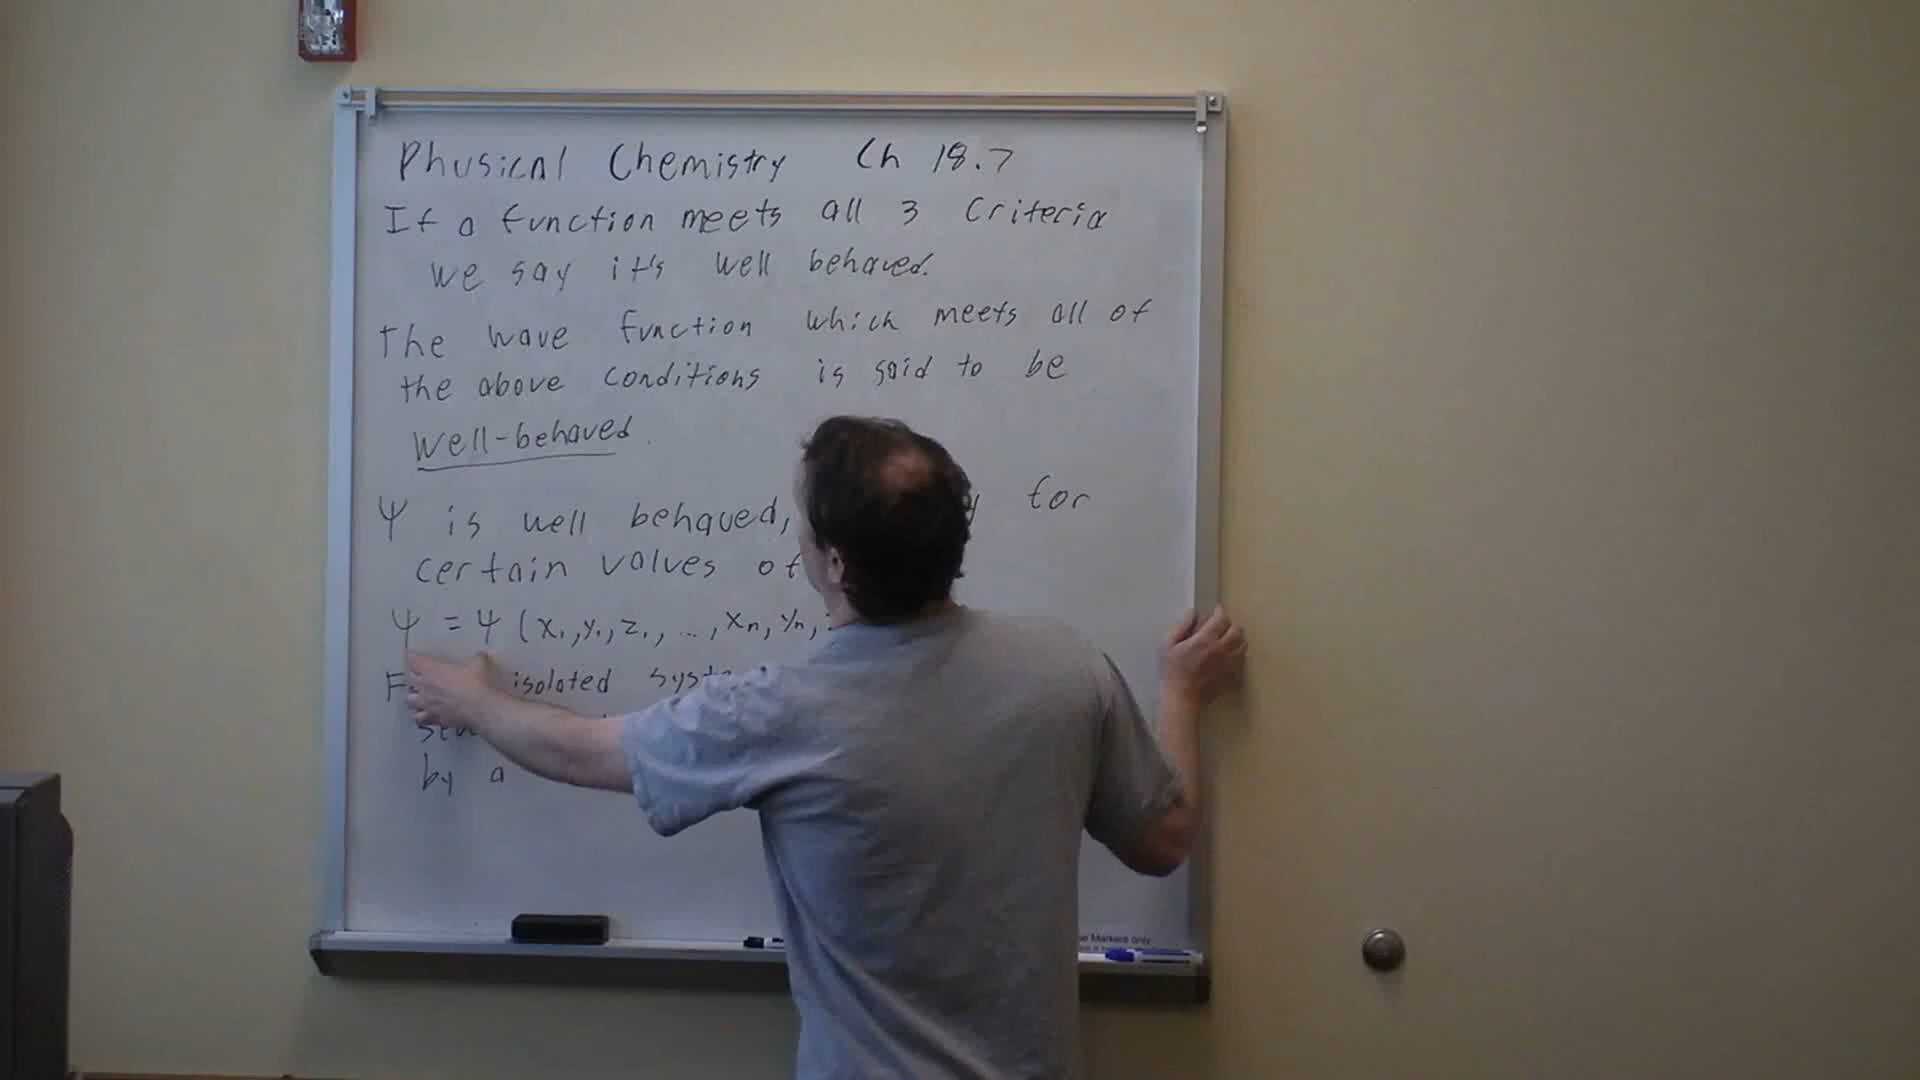 Physical Chemistry Ch 18.7
If a function meets all 3 Criteria
we say it's well behaved.
The wave function which meets all of
the above conditions is said to be
Well-behaved.
Ψ is well behaved, for
certain values of
Ψ = Ψ (x₁,y₁,z₁,...,xn,yn,
isolated
by a